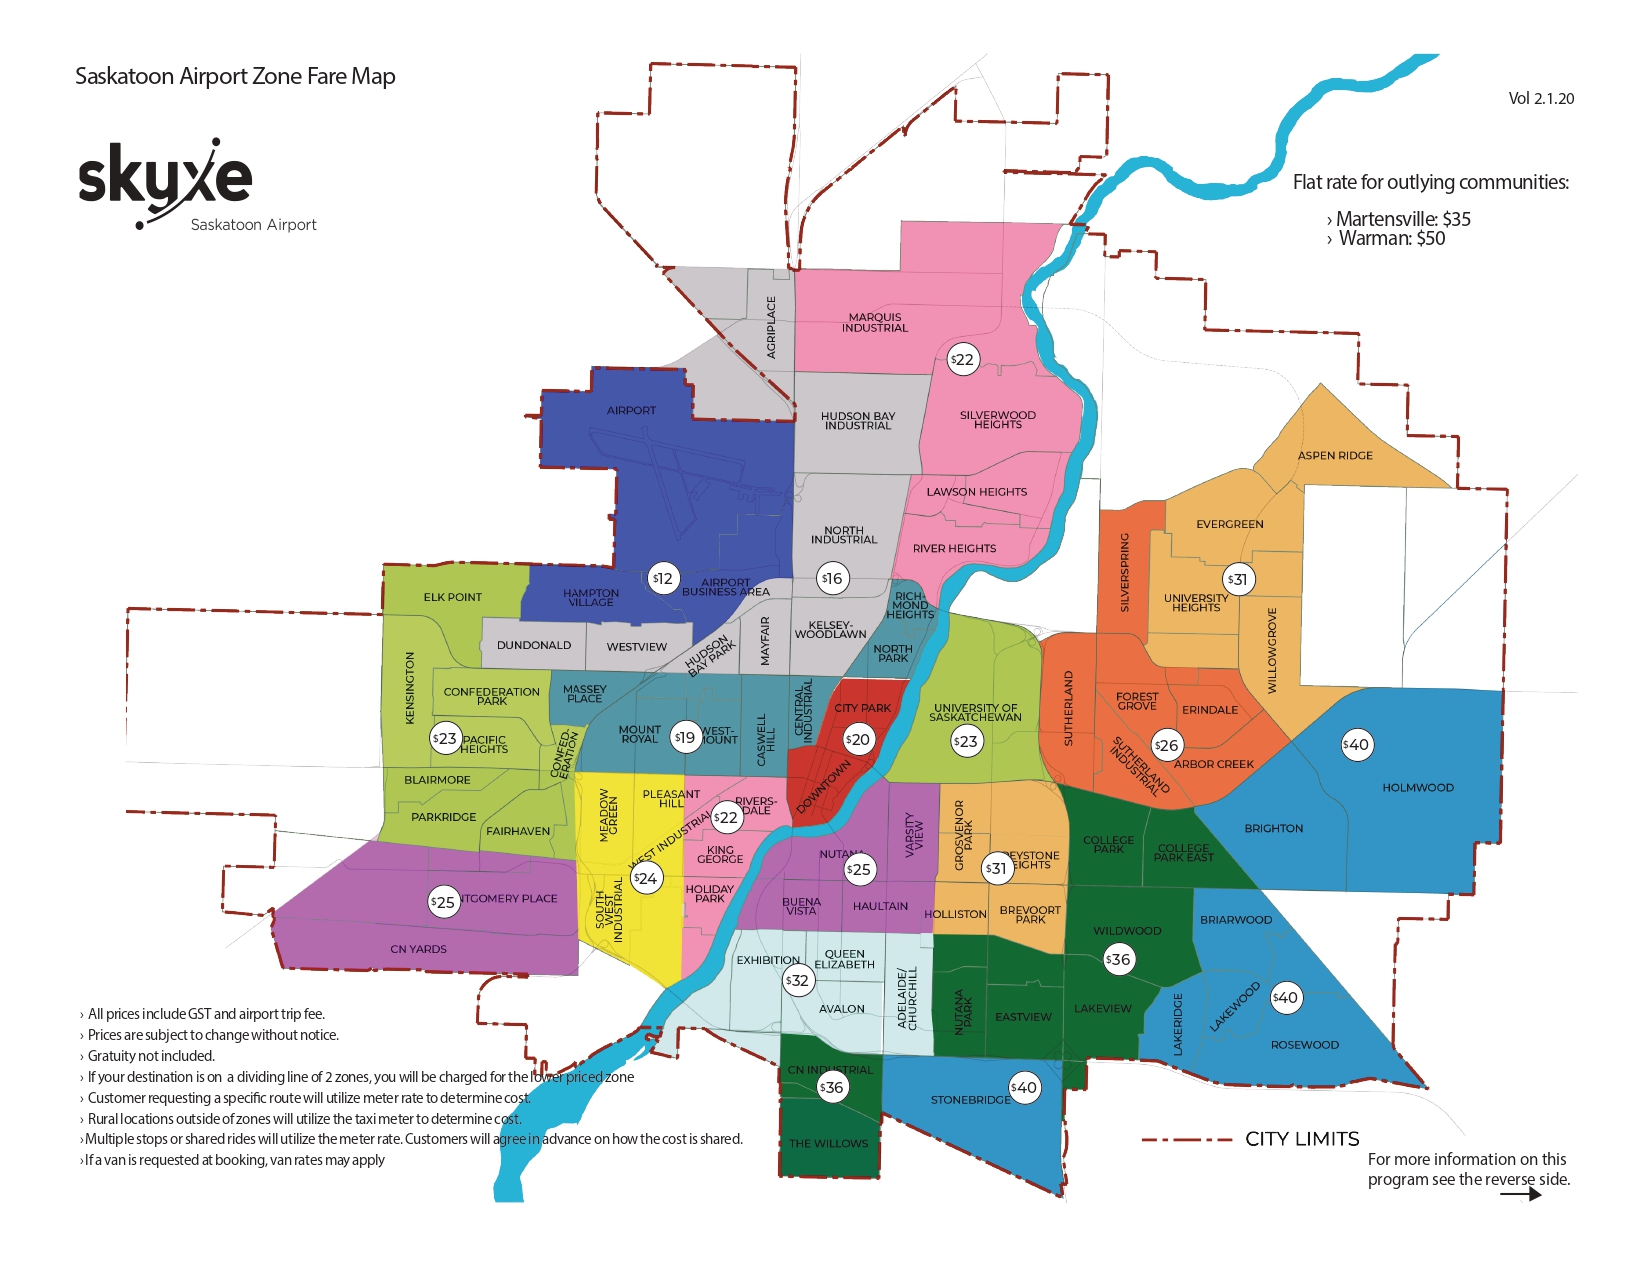 Saskatoon Airport Zone Fare Map
Vol 2.1.20
skyxe
Saskatoon Airport
Flat rate for outlying communities:
› Martensville: $35
› Warman: $50
AGRIPLACE
MARQUIS
INDUSTRIAL
$22
AIRPORT
HUDSON BAY
INDUSTRIAL
SILVERWOOD
HEIGHTS
ASPEN RIDGE
LAWSON HEIGHTS
EVERGREEN
NORTH
INDUSTRIAL
RIVER HEIGHTS
SILVERSPRING
$12
AIRPORT
BUSINESS AREA
$16
$31
ELK POINT
HAMPTON
VILLAGE
RICH-
MOND
HEIGHTS
UNIVERSITY
HEIGHTS
WILLOWGROVE
DUNDONALD
WESTVIEW
HUDSON
BAY PARK
MAYFAIR
KELSEY-
WOODLAWN
NORTH
PARK
KENSINGTON
CONFEDERATION
PARK
MASSEY
PLACE
CENTRAL
INDUSTRIAL
CITY PARK
UNIVERSITY OF
SASKATCHEWAN
SUTHERLAND
FOREST
GROVE
ERINDALE
$23
PACIFIC
HEIGHTS
CONFED-
ERATION
MOUNT
ROYAL
$19
WEST-
MOUNT
CASWELL
HILL
$20
$23
$26
SUTHERLAND
INDUSTRIAL
ARBOR CREEK
$40
HOLMWOOD
BLAIRMORE
PARKRIDGE
FAIRHAVEN
MEADOW
GREEN
PLEASANT
HILL
WEST INDUSTRIAL
RIVERS-
DALE
$22
DOWNTOWN
KING
GEORGE
NUTANA
VARSITY
VIEW
GROSVENOR
PARK
EYSTONE
EIGHTS
$31
COLLEGE
PARK
COLLEGE
PARK EAST
BRIGHTON
$25
NTGOMERY PLACE
CN YARDS
$24
SOUTH
WEST
INDUSTRIAL
HOLIDAY
PARK
$25
BUENA
VISTA
HAULTAIN
HOLLISTON
BREVOORT
PARK
WILDWOOD
BRIARWOOD
EXHIBITION
QUEEN
ELIZABETH
$32
AVALON
ADELAIDE/
CHURCHILL
NUTANA
PARK
EASTVIEW
$36
LAKEVIEW
LAKERIDGE
LAKEWOOD
$40
ROSEWOOD
CN INDUSTRIAL
$36
THE WILLOWS
STONEBRIDGE
$40
› All prices include GST and airport trip fee.
› Prices are subject to change without notice.
› Gratuity not included.
› If your destination is on a dividing line of 2 zones, you will be charged for the lower priced zone
› Customer requesting a specific route will utilize meter rate to determine cost.
› Rural locations outside of zones will utilize the taxi meter to determine cost.
› Multiple stops or shared rides will utilize the meter rate. Customers will agree in advance on how the cost is shared.
› If a van is requested at booking, van rates may apply
CITY LIMITS
For more information on this
program see the reverse side.